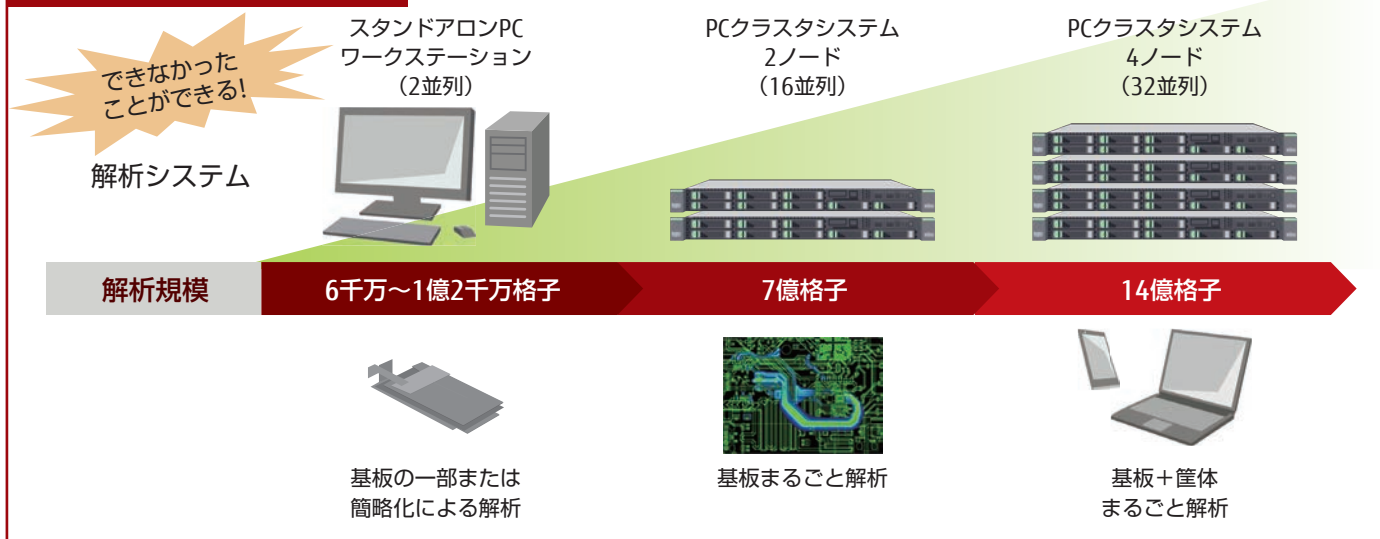 できなかった
ことができる!
解析システム
スタンドアロンPC
ワークステーション
（2並列）
PCクラスタシステム
2ノード
（16並列）
PCクラスタシステム
4ノード
（32並列）
解析規模
6千万～1億2千万格子
7億格子
14億格子
基板の一部または
簡略化による解析
基板まるごと解析
基板＋筐体
まるごと解析